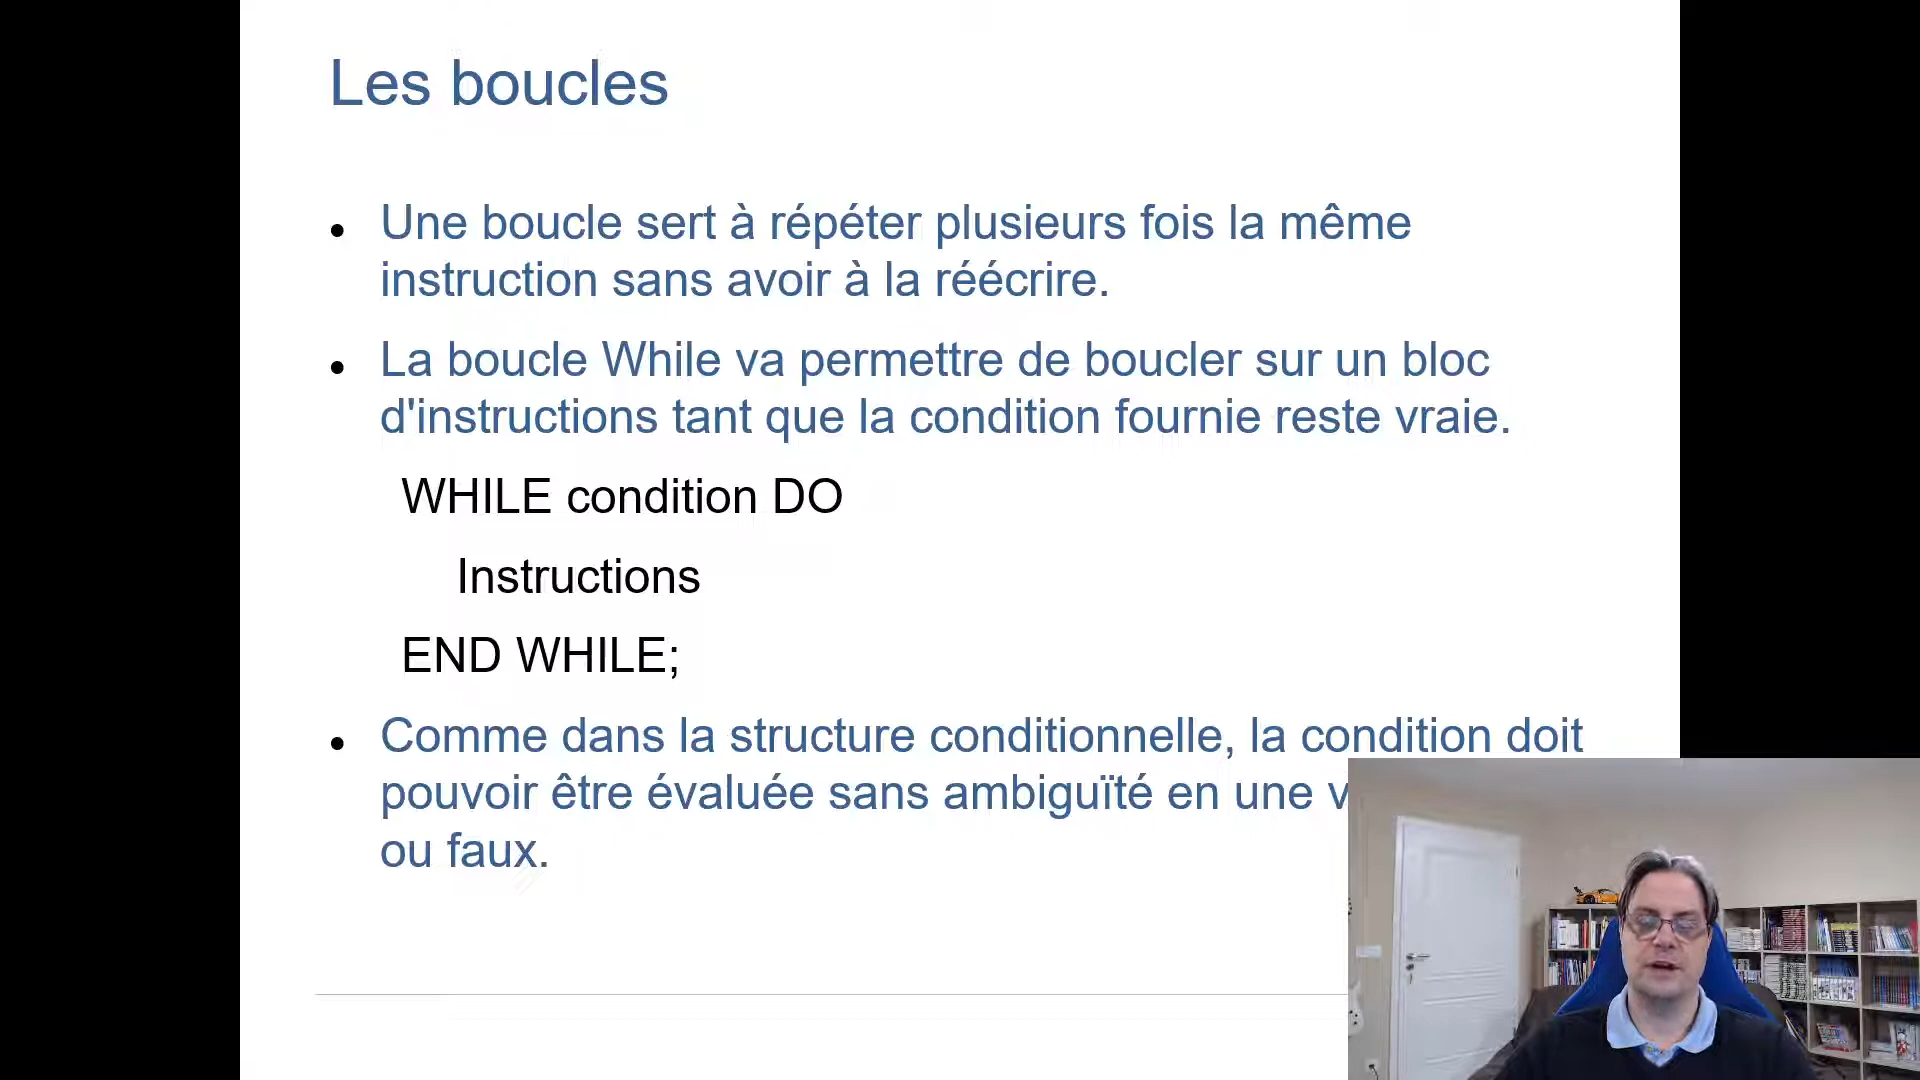 Les boucles
Une boucle sert à répéter plusieurs fois la même
instruction sans avoir à la réécrire.
La boucle While va permettre de boucler sur un bloc
d'instructions tant que la condition fournie reste vraie.
WHILE condition DO
Instructions
END WHILE;
Comme dans la structure conditionnelle, la condition doit
pouvoir être évaluée sans ambiguïté en une
ou faux.